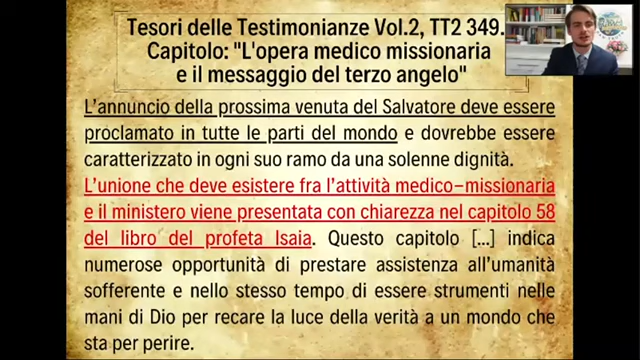 Tesori delle Testimonianze Vol.2, TT2 349.
Capitolo: "L'opera medico missionaria
e il messaggio del terzo angelo"
L'annuncio della prossima venuta del Salvatore deve essere
proclamato in tutte le parti del mondo e dovrebbe essere
caratterizzato in ogni suo ramo da una solenne dignità.
L'unione che deve esistere fra l'attività medico–missionaria
e il ministero viene presentata con chiarezza nel capitolo 58
del libro del profeta Isaia. Questo capitolo [...] indica
numerose opportunità di prestare assistenza all'umanità
sofferente e nello stesso tempo di essere strumenti nelle
mani di Dio per recare la luce della verità a un mondo che
sta per perire.